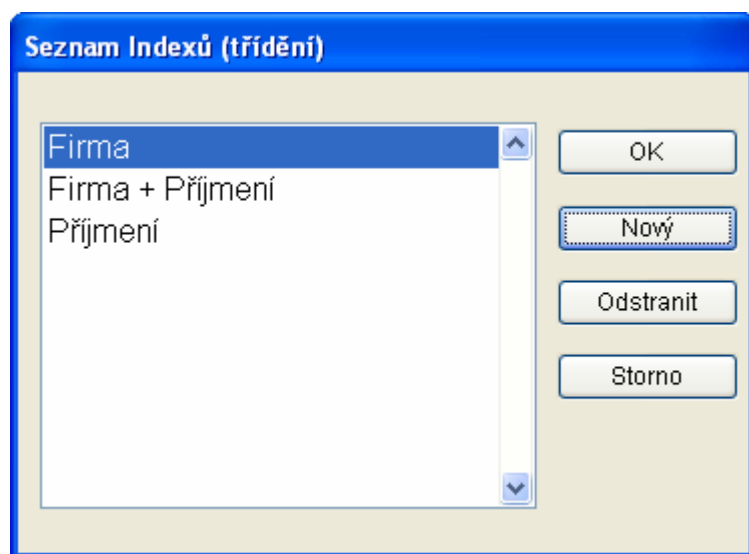 Seznam Indexů (třídění)
Firma
Firma + Příjmení
Příjmení
OK
Nový
Odstranit
Storno